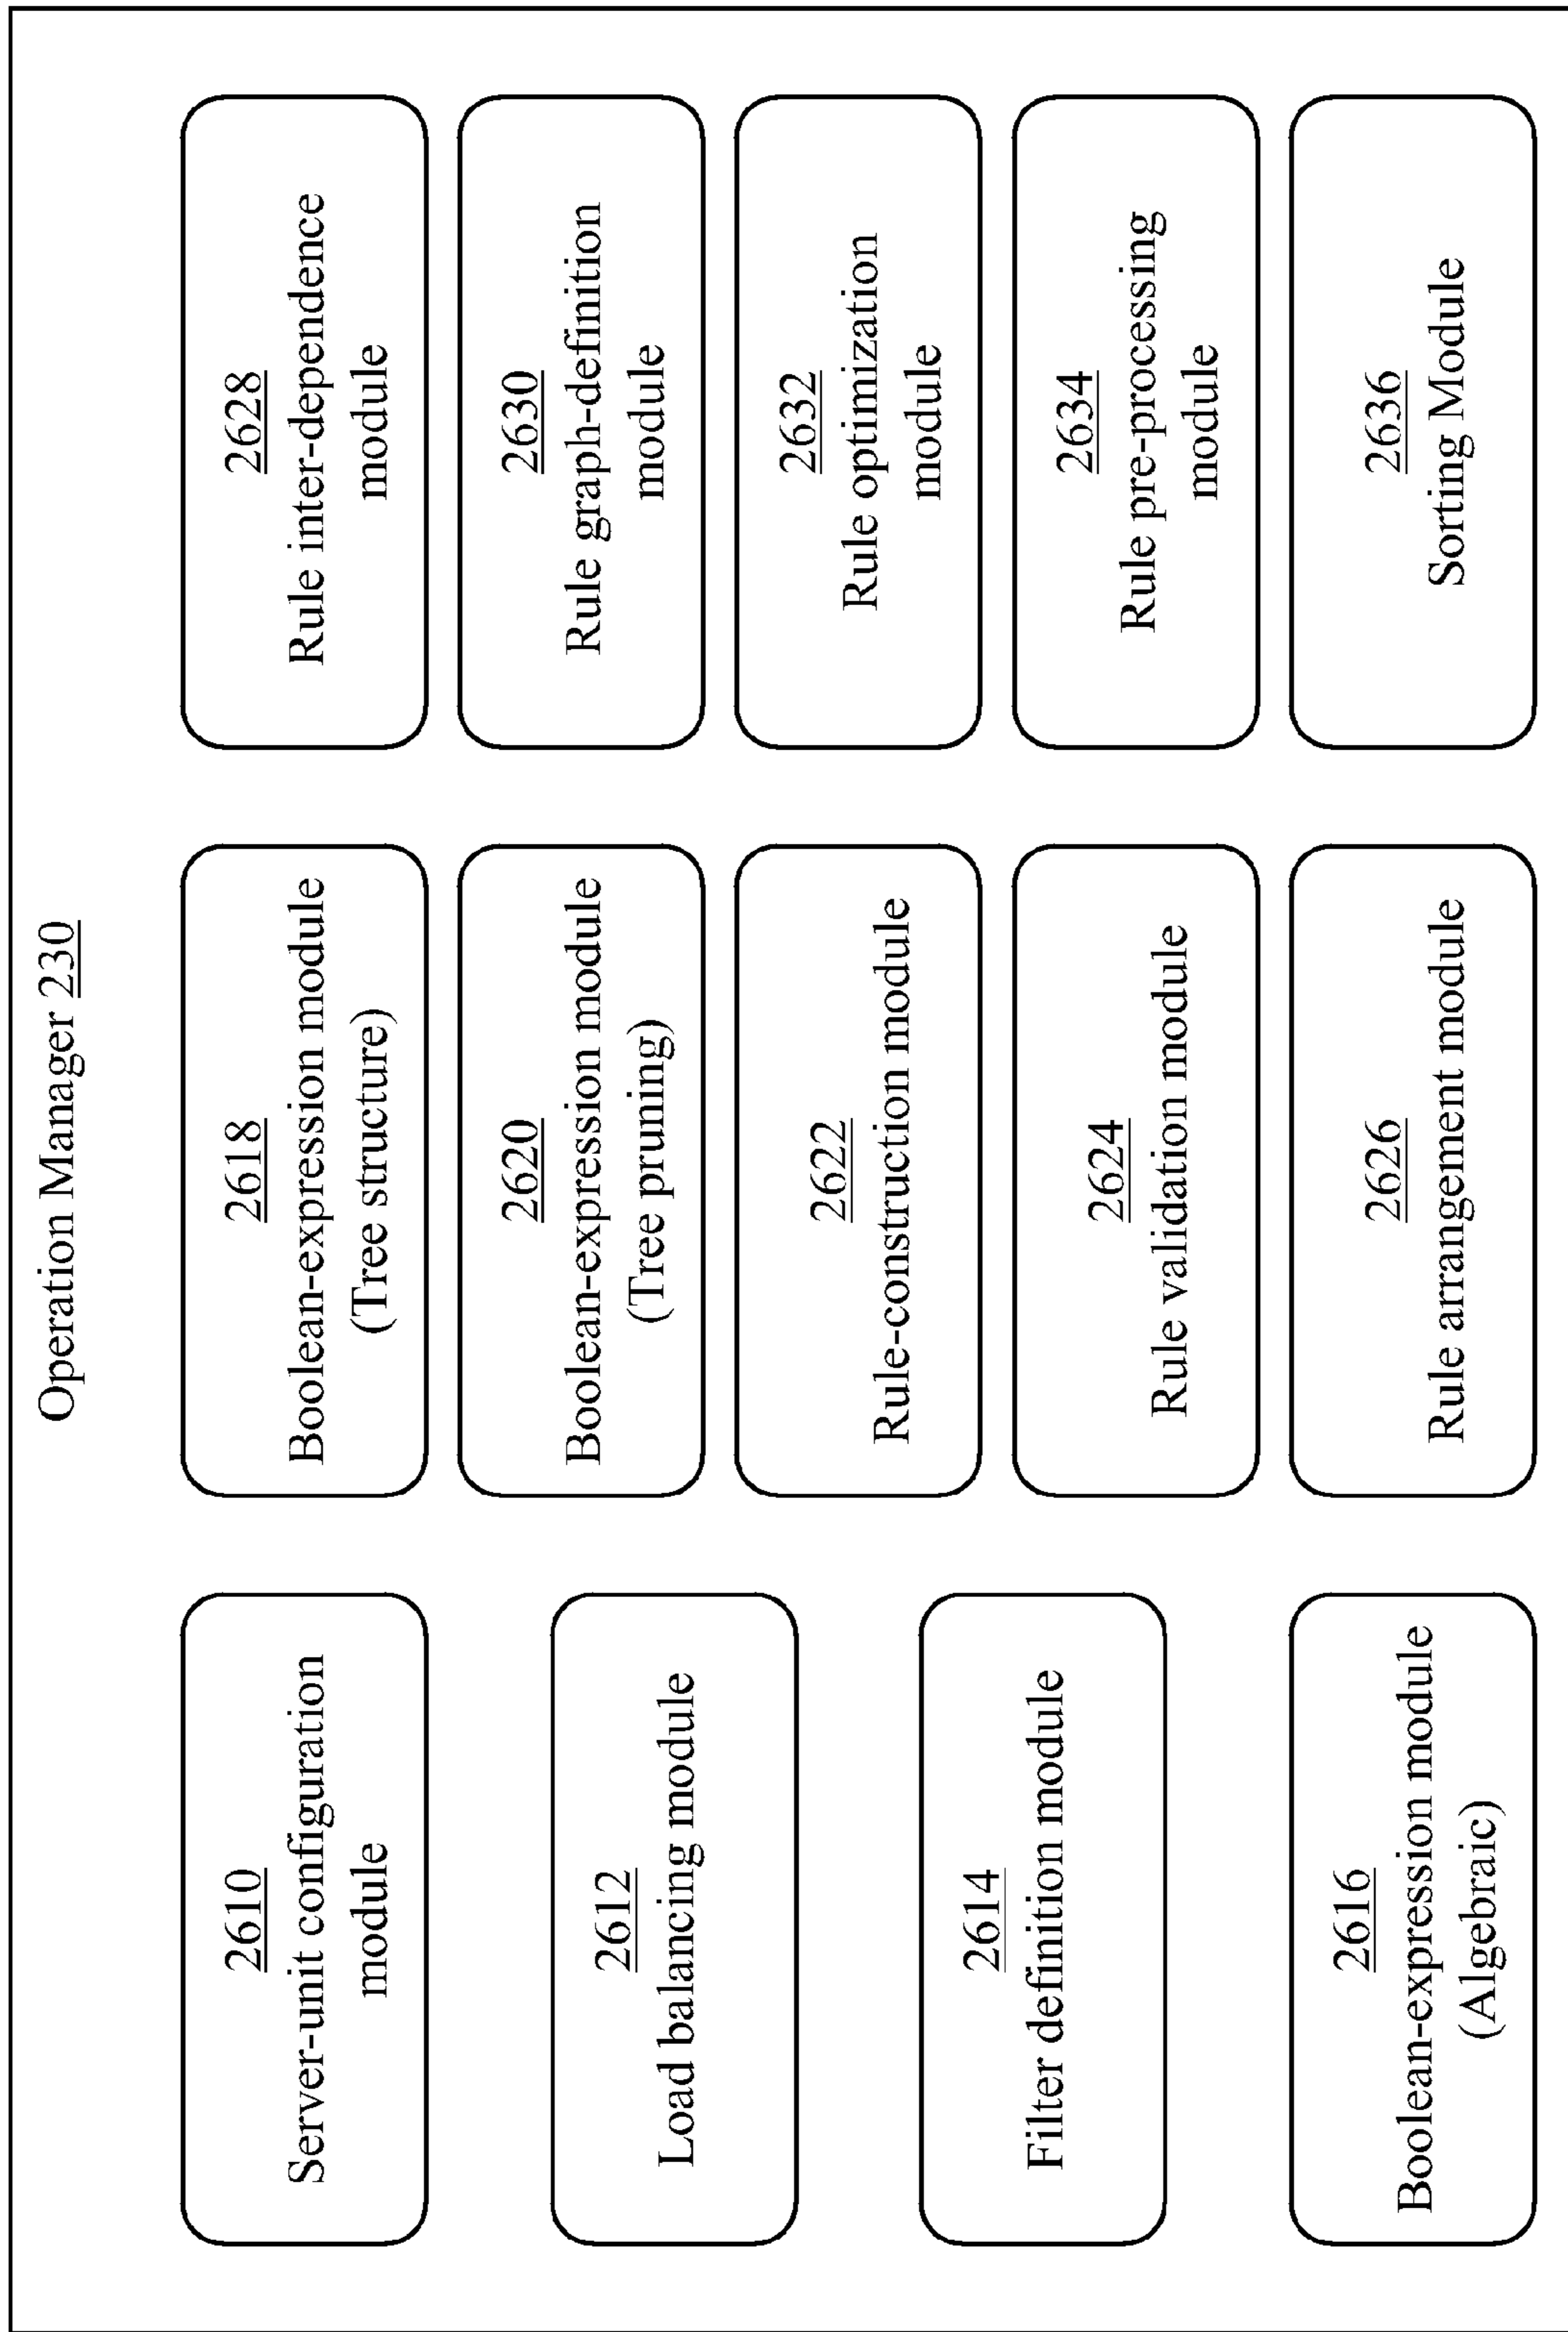 Operation Manager 230
2610
Server-unit configuration
module
2612
Load balancing module
2614
Filter definition module
2616
Boolean-expression module
(Algebraic)
2618
Boolean-expression module
(Tree structure)
2620
Boolean-expression module
(Tree pruning)
2622
Rule-construction module
2624
Rule validation module
2626
Rule arrangement module
2628
Rule inter-dependence
module
2630
Rule graph-definition
module
2632
Rule optimization
module
2634
Rule pre-processing
module
2636
Sorting Module